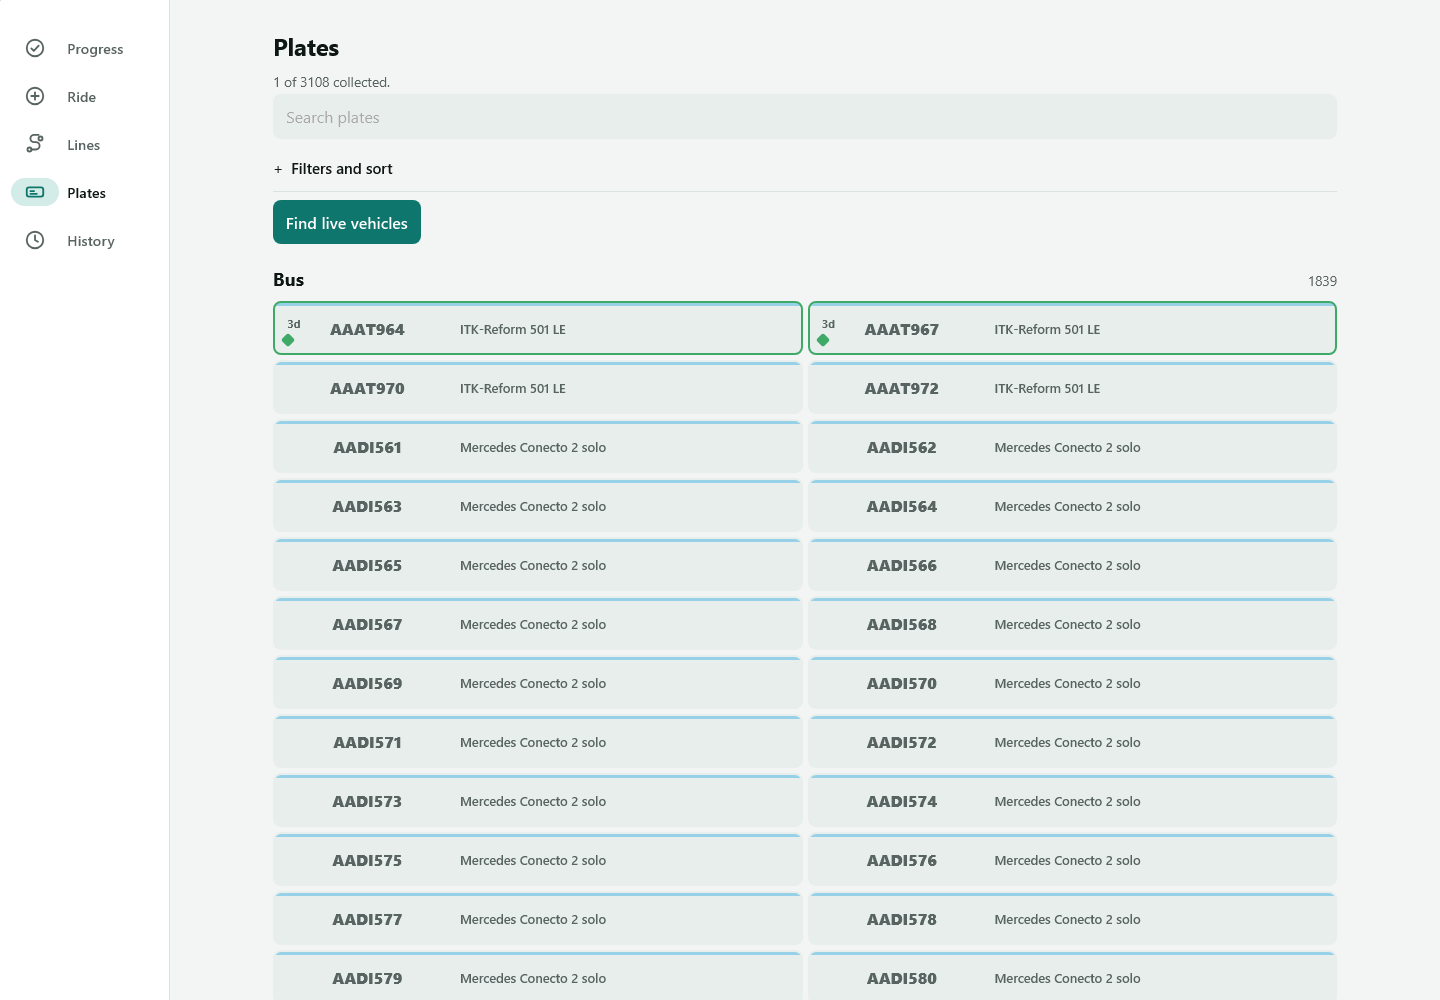 Progress
Ride
Lines
Plates
History
Plates
1 of 3108 collected.
Search plates
+ Filters and sort
Find live vehicles
Bus 1839
3d AAAT964 ITK-Reform 501 LE
3d AAAT967 ITK-Reform 501 LE
AAAT970 ITK-Reform 501 LE
AAAT972 ITK-Reform 501 LE
AADI561 Mercedes Conecto 2 solo
AADI562 Mercedes Conecto 2 solo
AADI563 Mercedes Conecto 2 solo
AADI564 Mercedes Conecto 2 solo
AADI565 Mercedes Conecto 2 solo
AADI566 Mercedes Conecto 2 solo
AADI567 Mercedes Conecto 2 solo
AADI568 Mercedes Conecto 2 solo
AADI569 Mercedes Conecto 2 solo
AADI570 Mercedes Conecto 2 solo
AADI571 Mercedes Conecto 2 solo
AADI572 Mercedes Conecto 2 solo
AADI573 Mercedes Conecto 2 solo
AADI574 Mercedes Conecto 2 solo
AADI575 Mercedes Conecto 2 solo
AADI576 Mercedes Conecto 2 solo
AADI577 Mercedes Conecto 2 solo
AADI578 Mercedes Conecto 2 solo
AADI579 Mercedes Conecto 2 solo
AADI580 Mercedes Conecto 2 solo